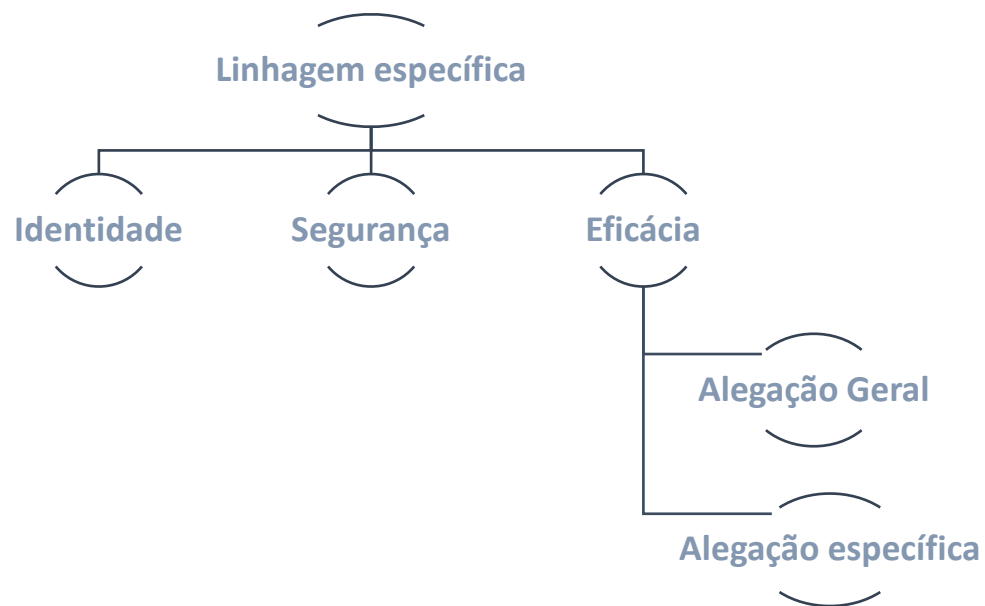 Linhagem específica
Identidade
Segurança
Eficácia
Alegação Geral
Alegação específica